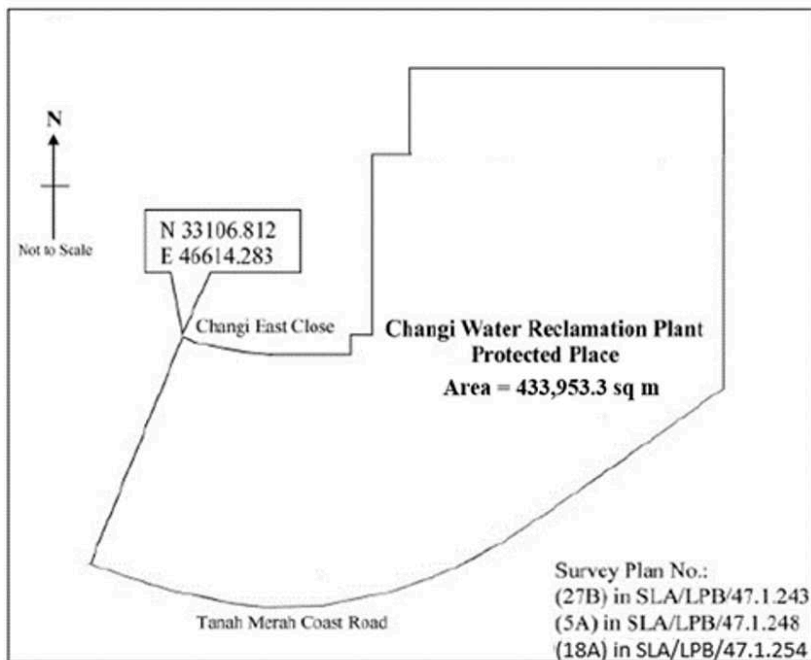 N
Not to Scale
N 33106.812
E 46614.283
Changi East Close
Changi Water Reclamation Plant
Protected Place
Area = 433,953.3 sq m
Tanah Merah Coast Road
Survey Plan No.:
(27B) in SLA/LPB/47.1.243
(5A) in SLA/LPB/47.1.248
(18A) in SLA/LPB/47.1.254